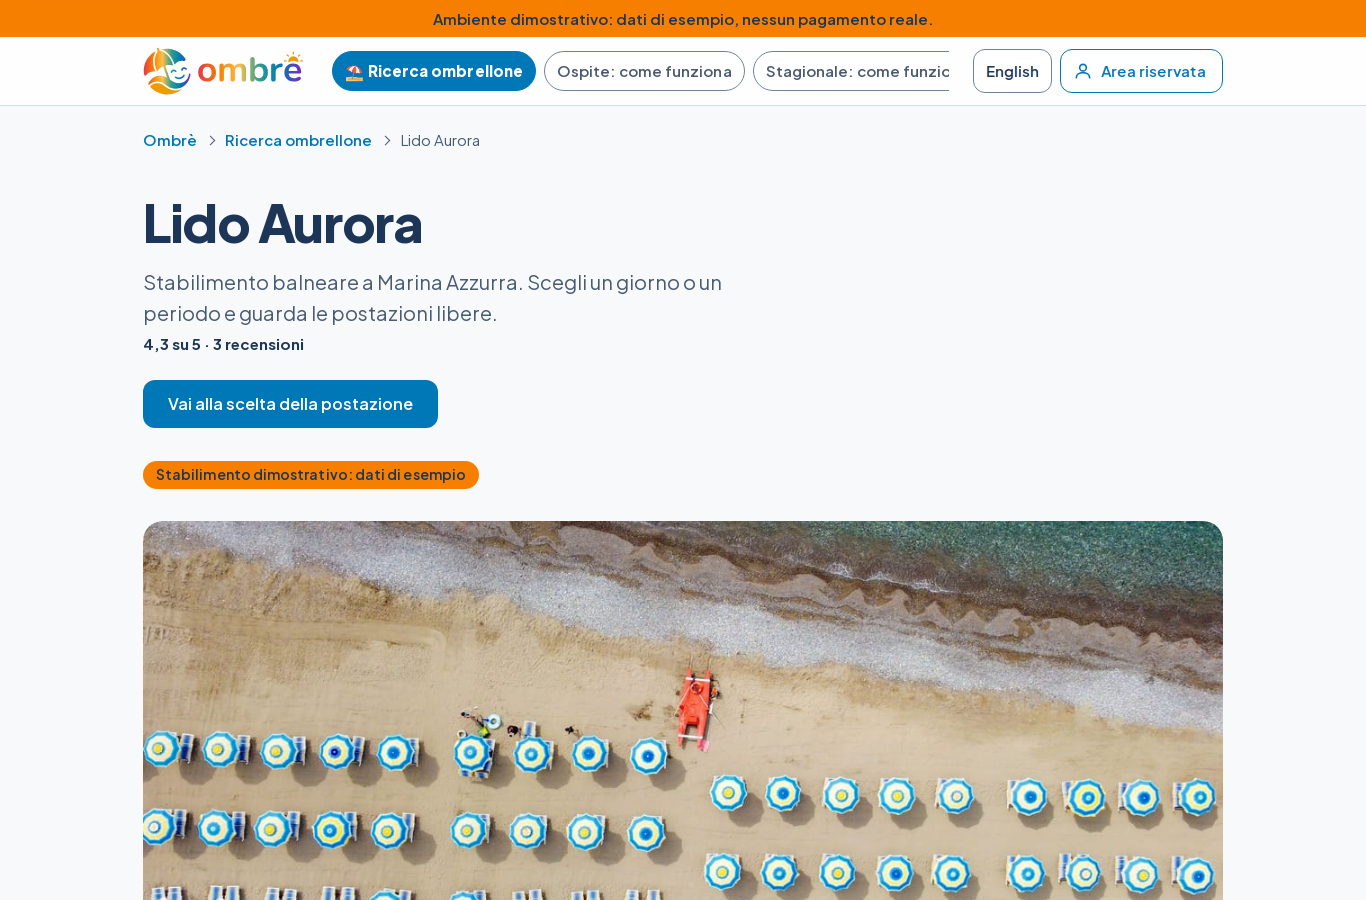 Ambiente dimostrativo: dati di esempio, nessun pagamento reale.
ombrè
Ricerca ombrellone
Ospite: come funziona
Stagionale: come funzio
English
Area riservata
Ombrè
Ricerca ombrellone
Lido Aurora
Lido Aurora
Stabilimento balneare a Marina Azzurra. Scegli un giorno o un
periodo e guarda le postazioni libere.
4,3 su 5 · 3 recensioni
Vai alla scelta della postazione
Stabilimento dimostrativo: dati di esempio